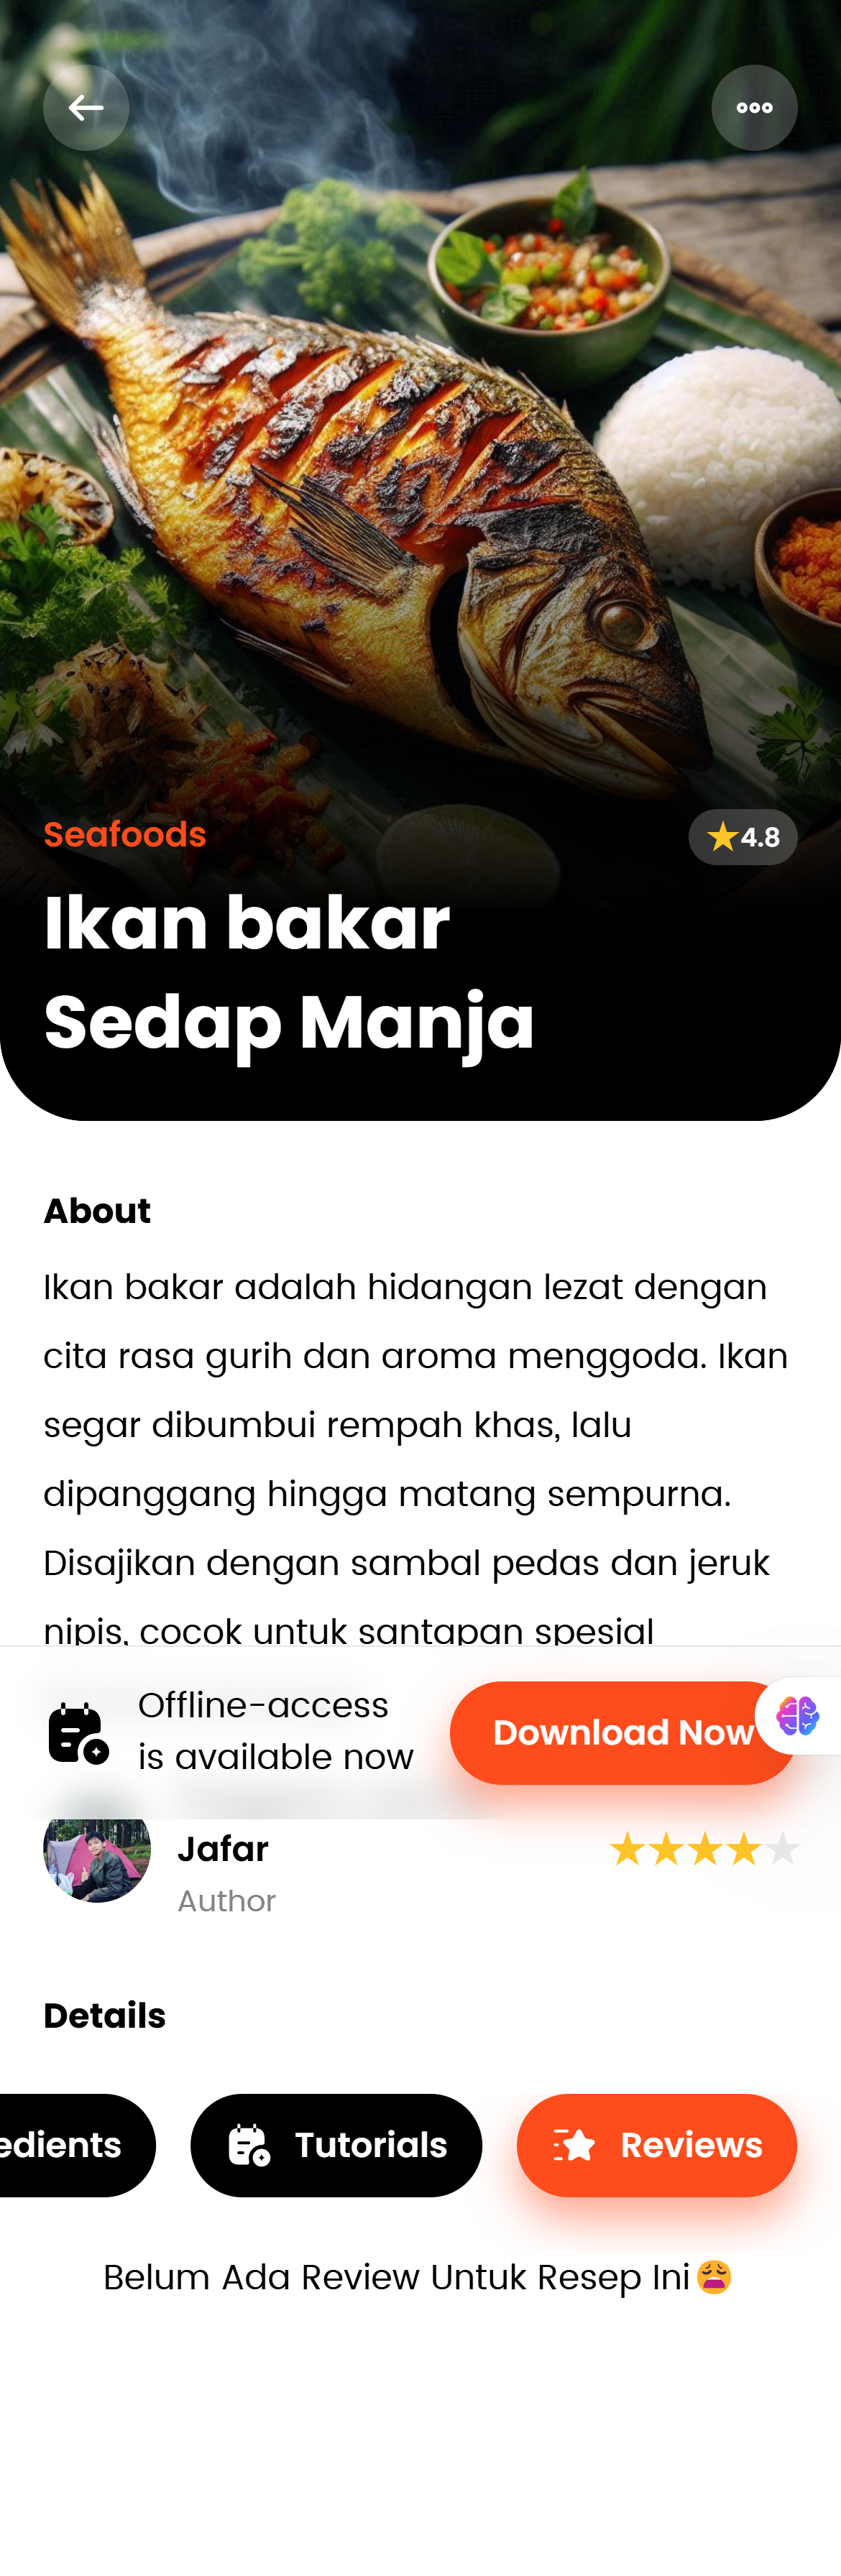 Seafoods
4.8
Ikan bakar
Sedap Manja
About
Ikan bakar adalah hidangan lezat dengan
cita rasa gurih dan aroma menggoda. Ikan
segar dibumbui rempah khas, lalu
dipanggang hingga matang sempurna.
Disajikan dengan sambal pedas dan jeruk
nipis, cocok untuk santapan spesial
Offline-access
is available now
Download Now
Jafar
Author
Details
edients
Tutorials
Reviews
Belum Ada Review Untuk Resep Ini😩